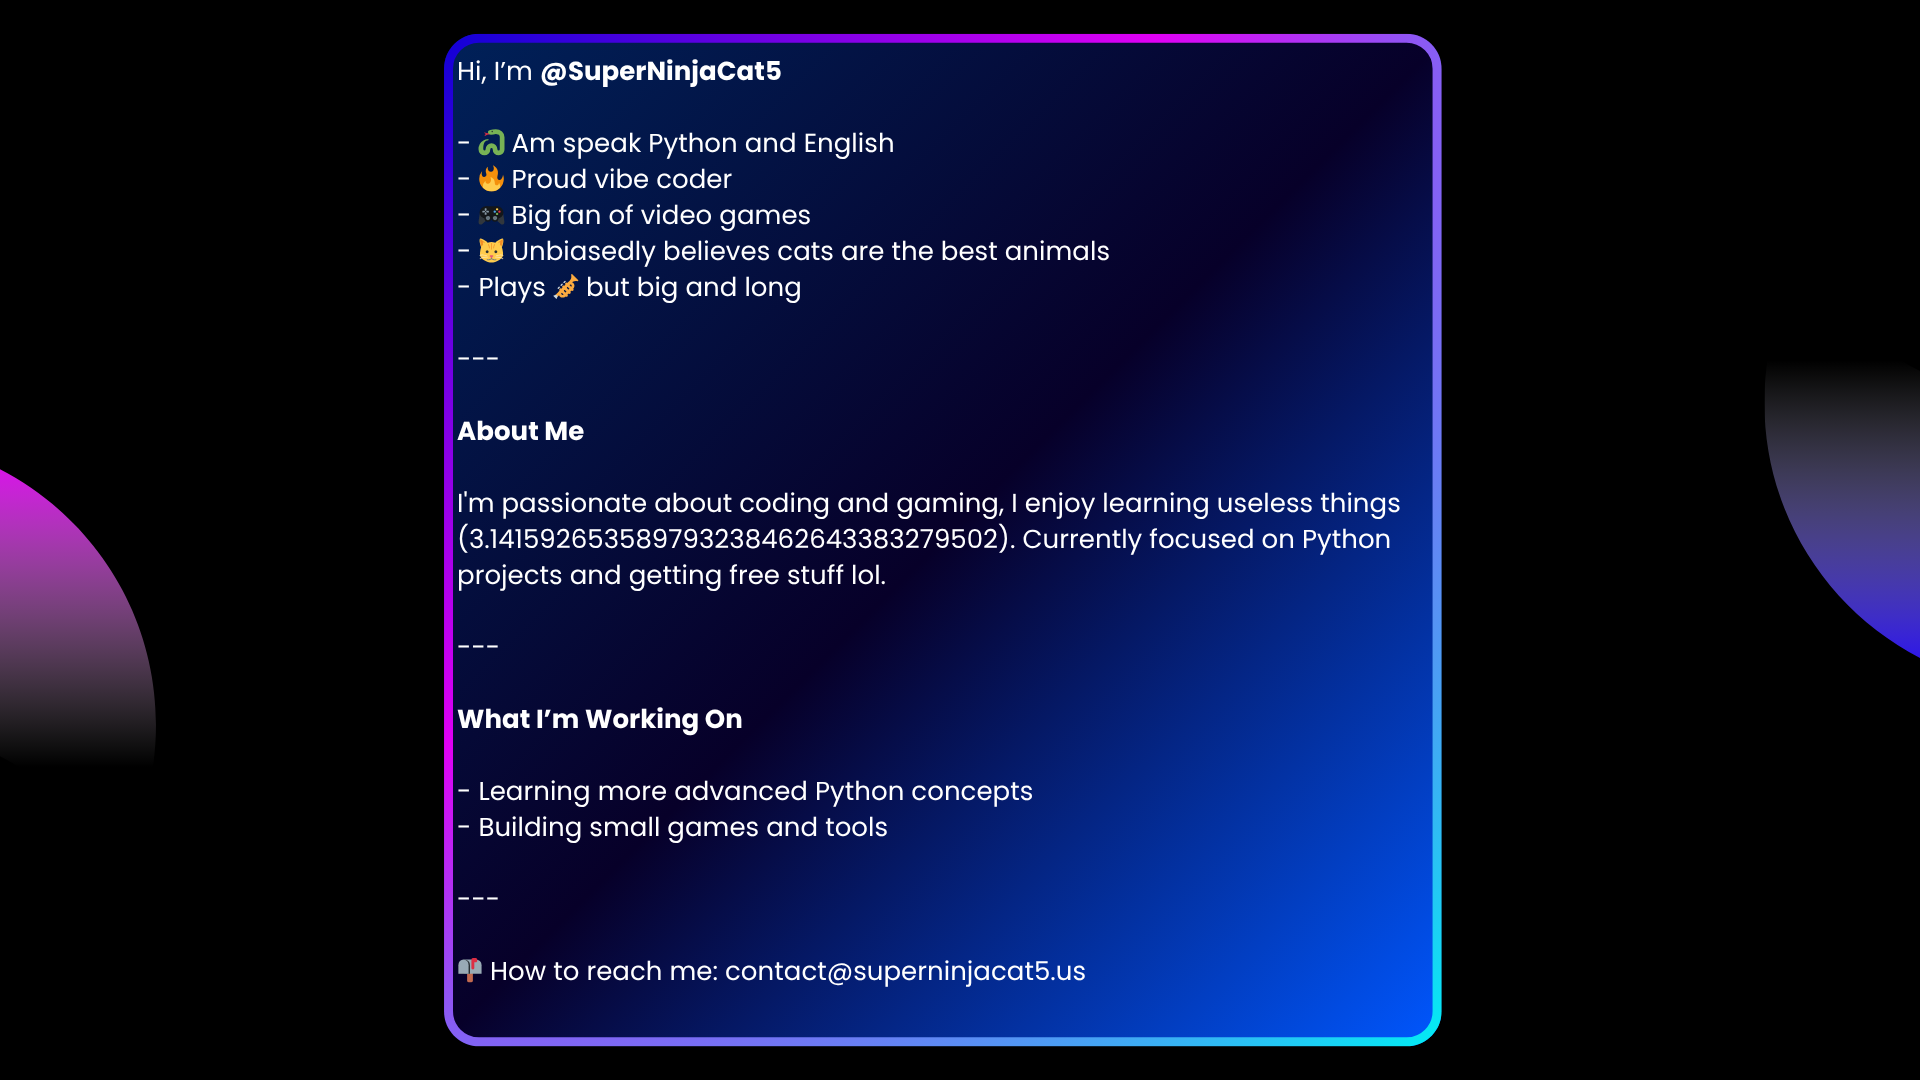 Hi, I’m @SuperNinjaCat5
- 🐍 Am speak Python and English
- 🔥 Proud vibe coder
- 🎮 Big fan of video games
- 🐱 Unbiasedly believes cats are the best animals
- Plays 🎺 but big and long
---
About Me
I'm passionate about coding and gaming, I enjoy learning useless things
(3.14159265358979323846264338327​9502). Currently focused on Python
projects and getting free stuff lol.
---
What I’m Working On
- Learning more advanced Python concepts
- Building small games and tools
---
📫 How to reach me: contact@superninjacat5.us